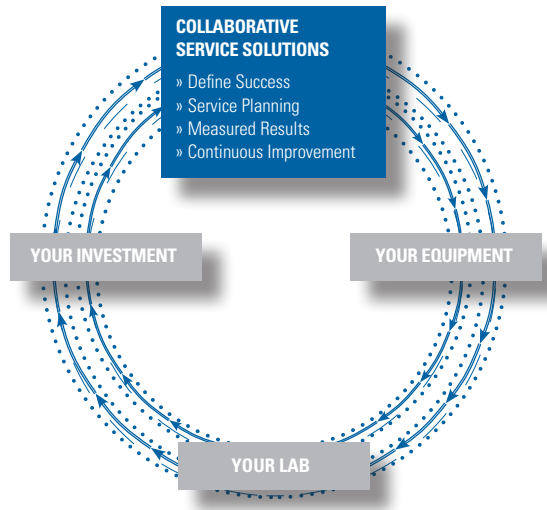 COLLABORATIVE
SERVICE SOLUTIONS
» Define Success
» Service Planning
» Measured Results
» Continuous Improvement
YOUR INVESTMENT
YOUR EQUIPMENT
YOUR LAB